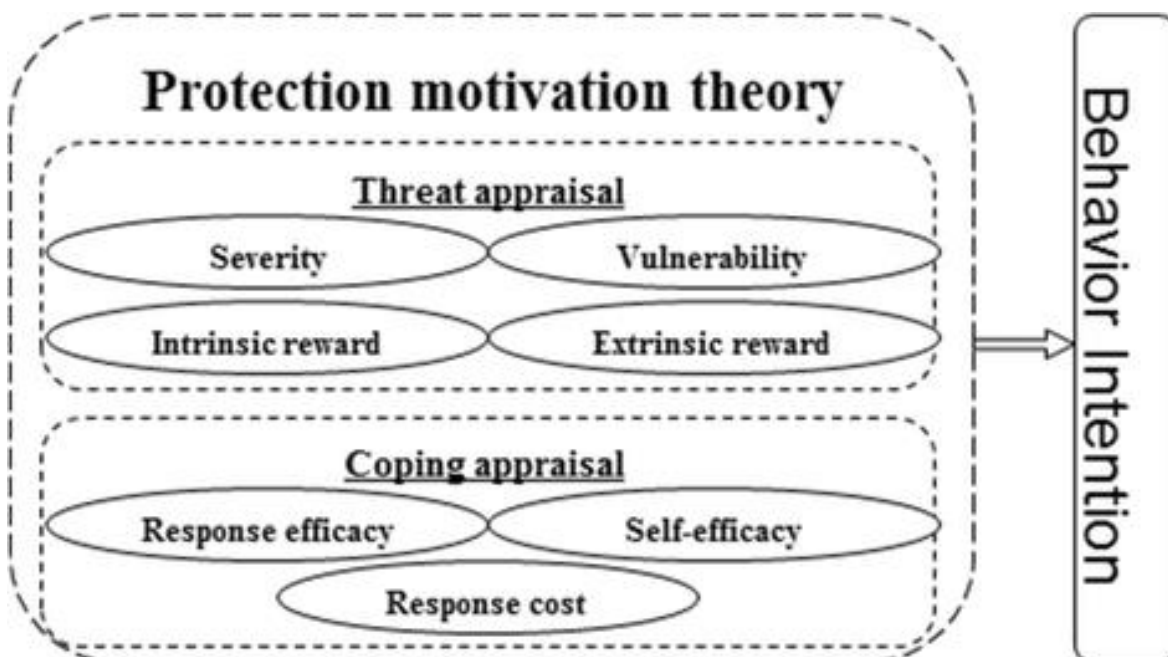 Protection motivation theory
Threat appraisal
Severity
Vulnerability
Intrinsic reward
Extrinsic reward
Coping appraisal
Response efficacy
Self-efficacy
Response cost
Behavior Intention